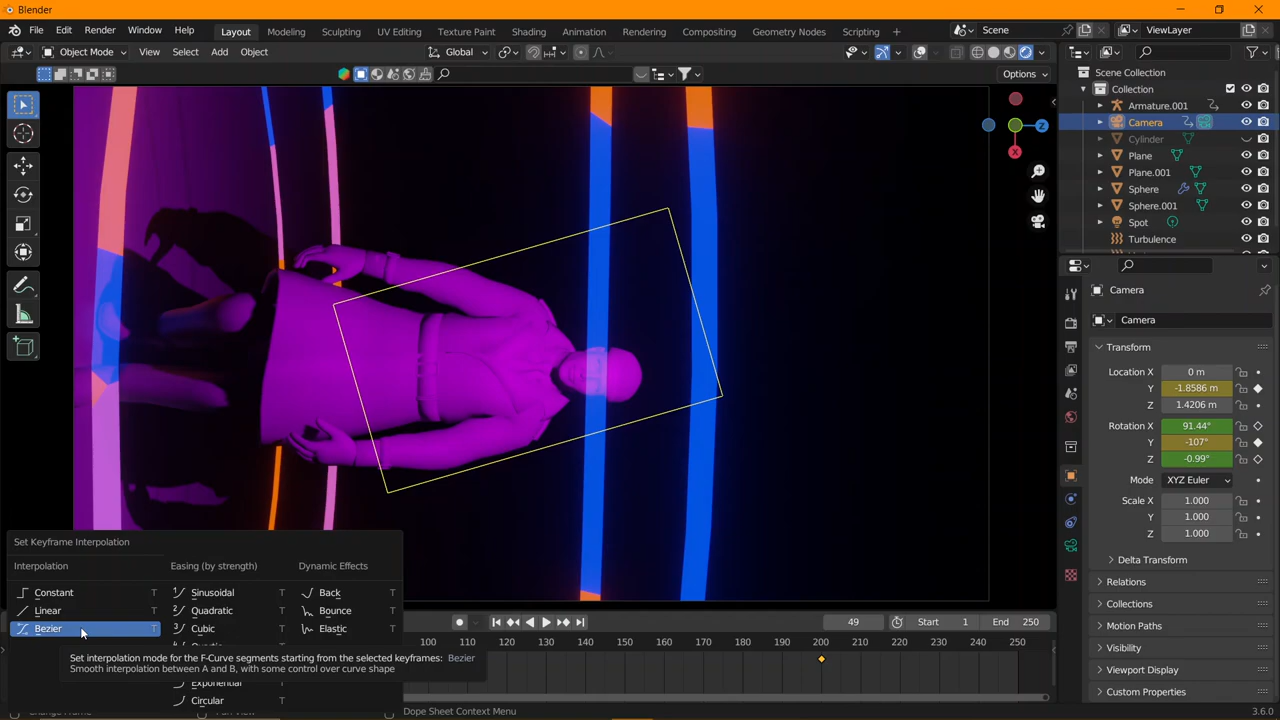 Blender
File Edit Render Window Help Layout Modeling Sculpting UV Editing Texture Paint Shading Animation Rendering Compositing Geometry Nodes Scripting + Scene ViewLayer
Object Mode View Select Add Object Global
Options
Scene Collection
Collection
Armature.001
Camera
Cylinder
Plane
Plane.001
Sphere
Sphere.001
Spot
Turbulence
Z
X
Camera
Camera
Transform
Location X 0 m
Y -1.8586 m
Z 1.4206 m
Rotation X 91.44°
Y -107°
Z -0.99°
Mode XYZ Euler
Scale X 1.000
Y 1.000
Z 1.000
Delta Transform
Relations
Collections
Motion Paths
Visibility
Viewport Display
Custom Properties
Set Keyframe Interpolation
Interpolation Easing (by strength) Dynamic Effects
Constant T Sinusoidal T Back T
Linear T Quadratic T Bounce T
Bezier T Cubic T Elastic T
Set interpolation mode for the F-Curve segments starting from the selected keyframes: Bezier
Smooth interpolation between A and B, with some control over curve shape
Exponential T
Circular T
49 Start 1 End 250
100 110 120 130 140 150 160 170 180 190 200 210 220 230 240 250
Dope Sheet Context Menu
3.6.0